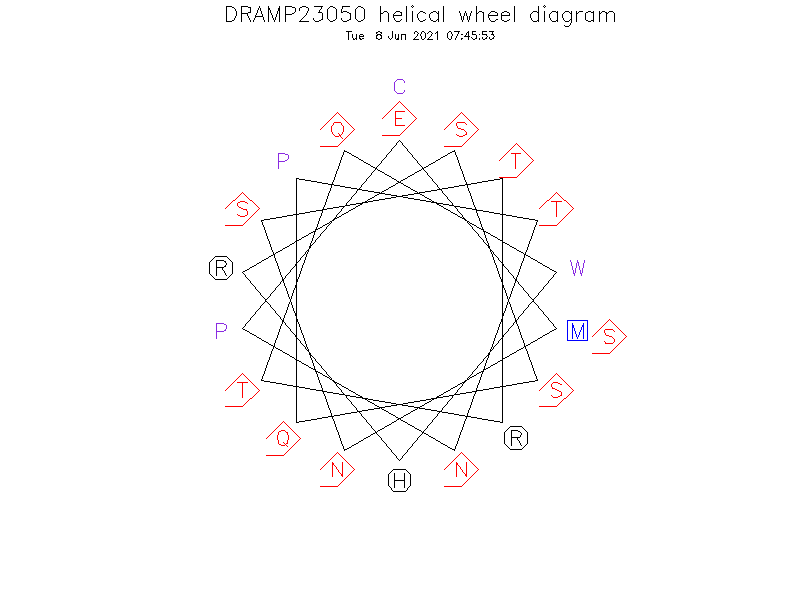 DRAMP23050 helical wheel diagram
Tue 8 Jun 2021 07:45:53
C
Q E S
P T
S T
R W
P M S
T S
Q R
N H N